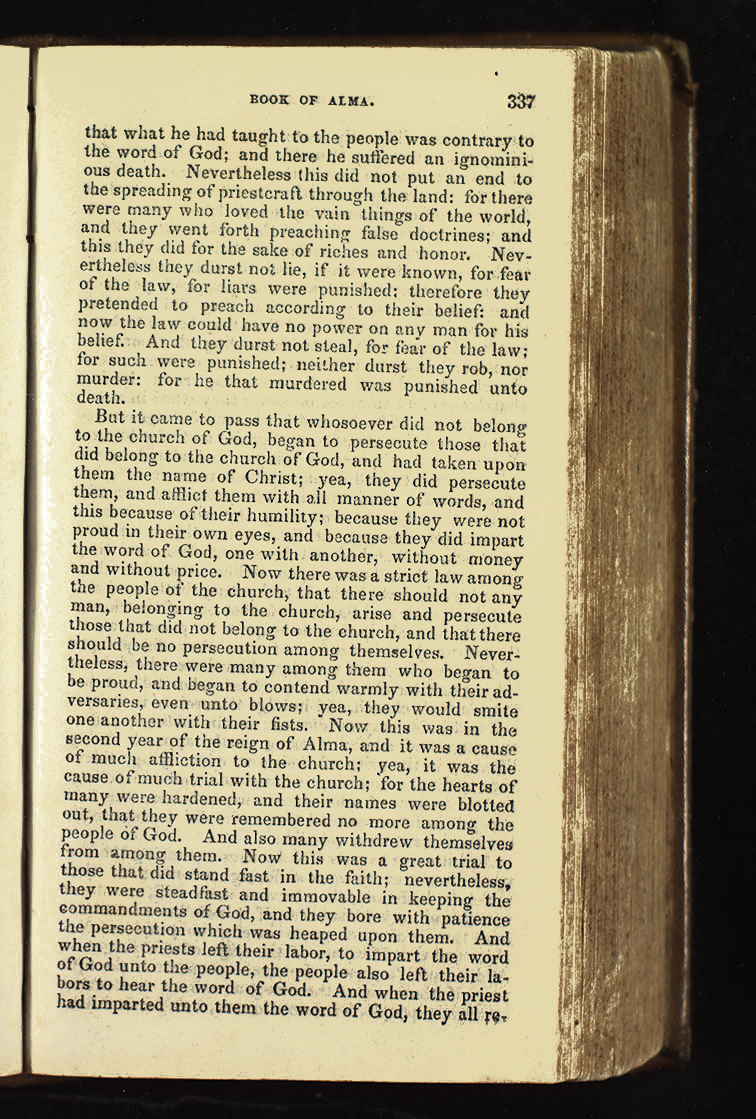 BOOK OF ALMA. 337
that what he had taught to the people was contrary to
the word of God; and there he suffered an ignomini-
ous death. Nevertheless this did not put an end to
the spreading of priestcraft through the land: for there
were many who loved the vain things of the world,
and they went forth preaching false doctrines; and
this they did for the sake of riches and honor. Nev-
ertheless they durst not lie, if it were known, for fear
of the law, for liars were punished: therefore they
pretended to preach according to their belief: and
now the law could have no power on any man for his
belief. And they durst not steal, for fear of the law;
for such were punished; neither durst they rob, nor
murder: for he that murdered was punished unto
death.
But it came to pass that whosoever did not belong
to the church of God, began to persecute those that
did belong to the church of God, and had taken upon
them the name of Christ; yea, they did persecute
them, and afflict them with all manner of words, and
this because of their humility; because they were not
proud in their own eyes, and because they did impart
the word of God, one with another, without money
and without price. Now there was a strict law among
the people of the church, that there should not any
man, belonging to the church, arise and persecute
those that did not belong to the church, and that there
should be no persecution among themselves. Never-
theless, there were many among them who began to
be proud, and began to contend warmly with their ad-
versaries, even unto blows; yea, they would smite
one another with their fists. Now this was in the
second year of the reign of Alma, and it was a cause
of much affliction to the church; yea, it was the
cause of much trial with the church; for the hearts of
many were hardened, and their names were blotted
out, that they were remembered no more among the
people of God. And also many withdrew themselves
from among them. Now this was a great trial to
those that did stand fast in the faith; nevertheless,
they were steadfast and immovable in keeping the
commandments of God, and they bore with patience
the persecution which was heaped upon them. And
when the priests left their labor, to impart the word
of God unto the people, the people also left their la-
bors to hear the word of God. And when the priest
had imparted unto them the word of God, they all re-